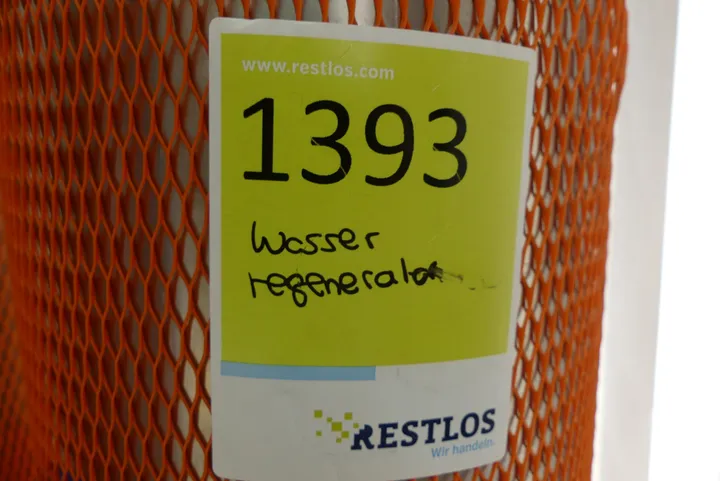 www.restlos.com
1393
Wasser
regenerator
RESTLOS
Wir handeln.